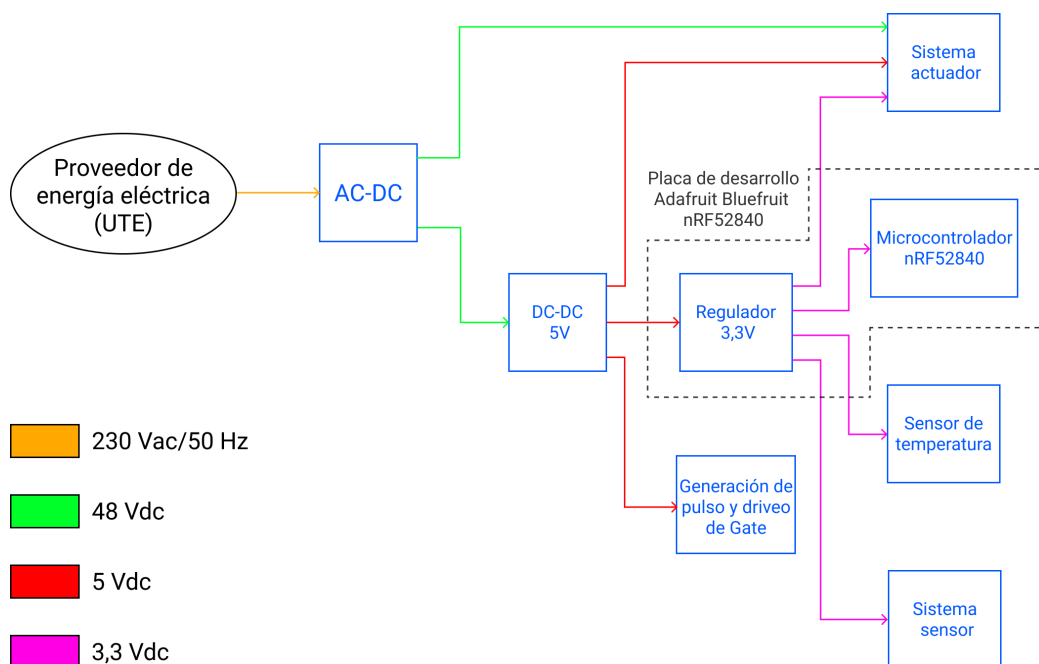 Sistema
actuador
Proveedor de
energía eléctrica
(UTE)
AC-DC
Placa de desarrollo
Adafruit Bluefruit
nRF52840
Microcontrolador
nRF52840
DC-DC
5V
Regulador
3,3V
Sensor de
temperatura
Generación de
pulso y driveo
de Gate
Sistema
sensor
230 Vac/50 Hz
48 Vdc
5 Vdc
3,3 Vdc